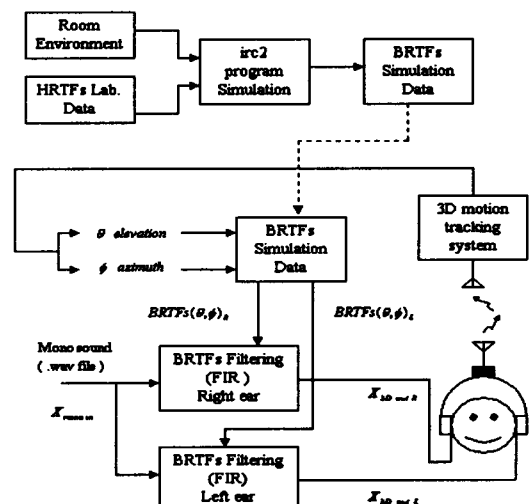 Room
Environment
HRTFs Lab.
Data
irc2
program
Simulation
BRTFs
Simulation
Data
3D motion
tracking
system
θ elevation
ϕ azimuth
BRTFs
Simulation
Data
BRTFs(θ,ϕ)R
BRTFs(θ,ϕ)L
Mono sound
( .wav file )
BRTFs Filtering
(FIR )
Right ear
BRTFs Filtering
(FIR)
Left ear